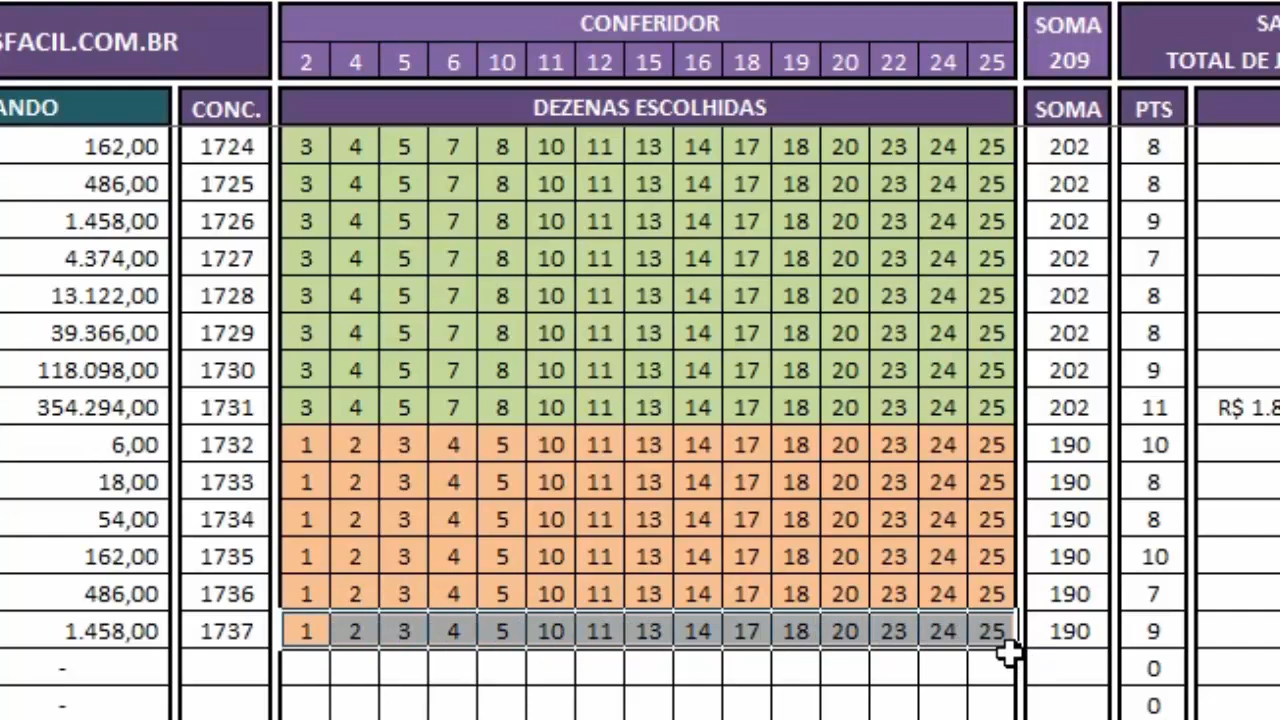 CONFERIDOR SOMA SA
SFACIL.COM.BR 2 4 5 6 10 11 12 15 16 18 19 20 22 24 25 209 TOTAL DE J
ANDO CONC. DEZENAS ESCOLHIDAS SOMA PTS
162,00 1724 3 4 5 7 8 10 11 13 14 17 18 20 23 24 25 202 8
486,00 1725 3 4 5 7 8 10 11 13 14 17 18 20 23 24 25 202 8
1.458,00 1726 3 4 5 7 8 10 11 13 14 17 18 20 23 24 25 202 9
4.374,00 1727 3 4 5 7 8 10 11 13 14 17 18 20 23 24 25 202 7
13.122,00 1728 3 4 5 7 8 10 11 13 14 17 18 20 23 24 25 202 8
39.366,00 1729 3 4 5 7 8 10 11 13 14 17 18 20 23 24 25 202 8
118.098,00 1730 3 4 5 7 8 10 11 13 14 17 18 20 23 24 25 202 9
354.294,00 1731 3 4 5 7 8 10 11 13 14 17 18 20 23 24 25 202 11 R$ 1.8
6,00 1732 1 2 3 4 5 10 11 13 14 17 18 20 23 24 25 190 10
18,00 1733 1 2 3 4 5 10 11 13 14 17 18 20 23 24 25 190 8
54,00 1734 1 2 3 4 5 10 11 13 14 17 18 20 23 24 25 190 8
162,00 1735 1 2 3 4 5 10 11 13 14 17 18 20 23 24 25 190 10
486,00 1736 1 2 3 4 5 10 11 13 14 17 18 20 23 24 25 190 7
1.458,00 1737 1 2 3 4 5 10 11 13 14 17 18 20 23 24 25 190 9
- 0
- 0